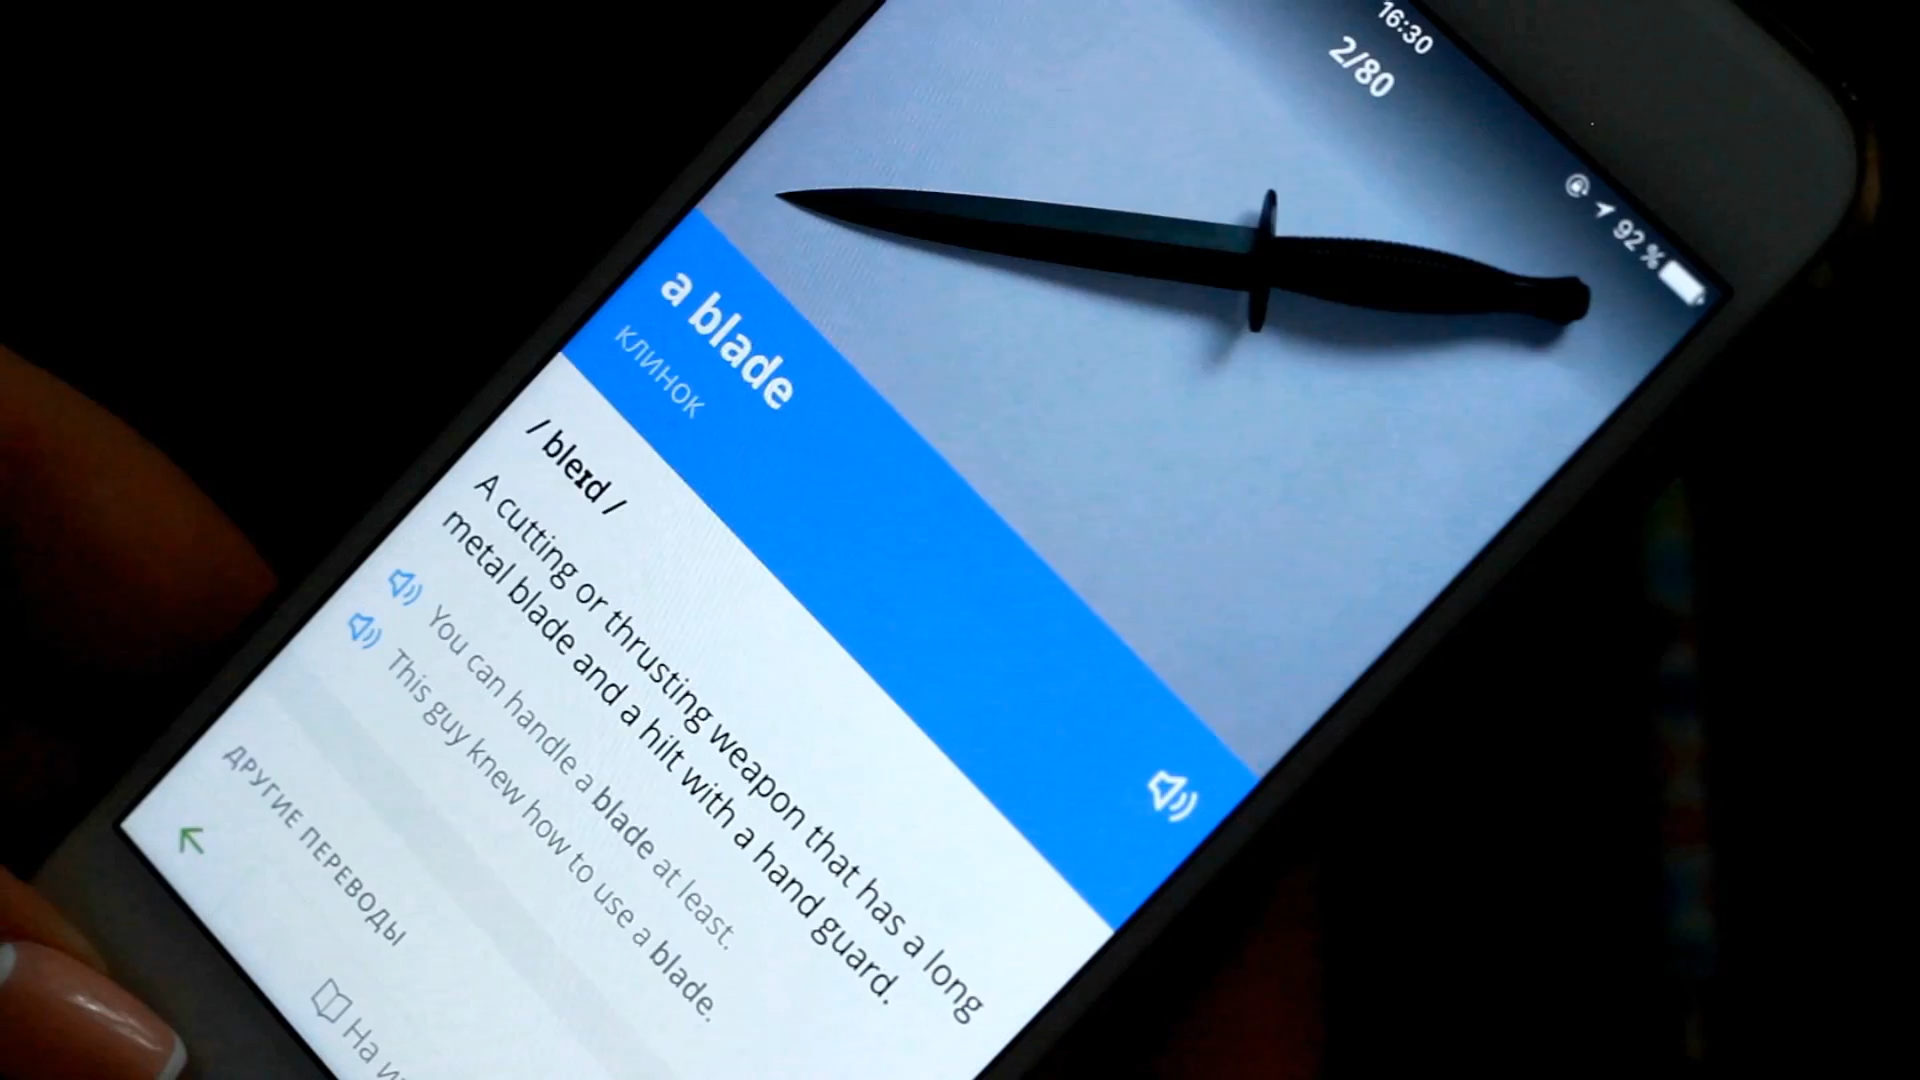 16:30
92 %
2/80
a blade
клинок
/ bleɪd /
A cutting or thrusting weapon that has a long
metal blade and a hilt with a hand guard.
You can handle a blade at least.
This guy knew how to use a blade.
ДРУГИЕ ПЕРЕВОДЫ
На